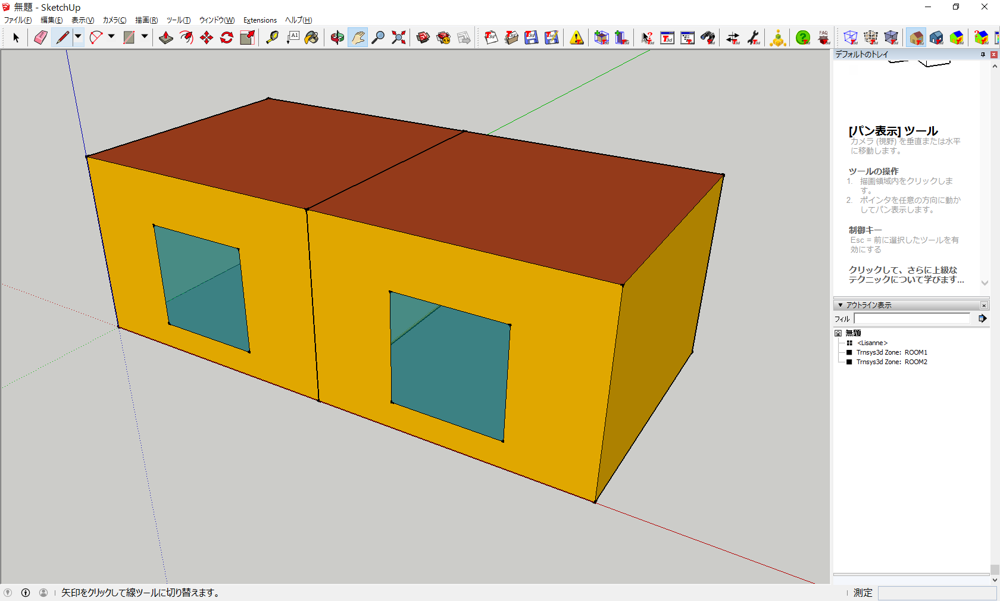 無題 - SketchUp
ファイル(F) 編集(E) 表示(V) カメラ(C) 描画(R) ツール(T) ウィンドウ(W) Extensions ヘルプ(H)
A1
T3d
FAQ
デフォルトのトレイ
[パン表示] ツール
カメラ (視野) を垂直または水平
に移動します。
ツールの操作
1. 描画領域内をクリックしま
す。
2. ポインタを任意の方向に動か
してパン表示します。
制御キー
Esc = 前に選択したツールを有
効にする
クリックして、さらに上級な
テクニックについて学びます...
アウトライン表示
フィル
無題
<Lisanne>
Trnsys3d Zone: ROOM1
Trnsys3d Zone: ROOM2
矢印をクリックして線ツールに切り替えます。
測定